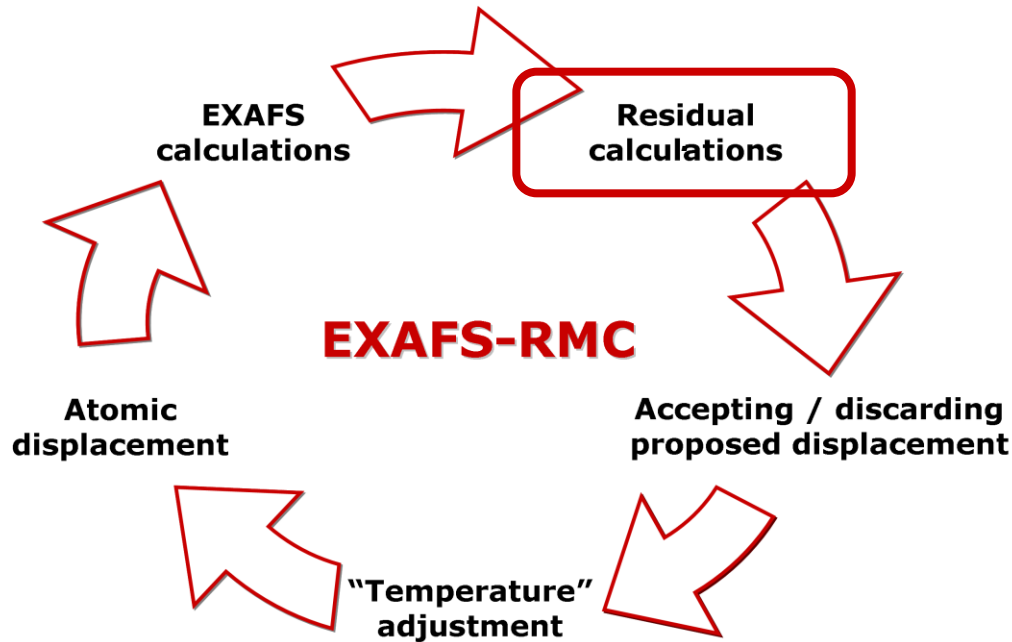 EXAFS
calculations
Residual
calculations
EXAFS-RMC
Atomic
displacement
Accepting / discarding
proposed displacement
“Temperature”
adjustment